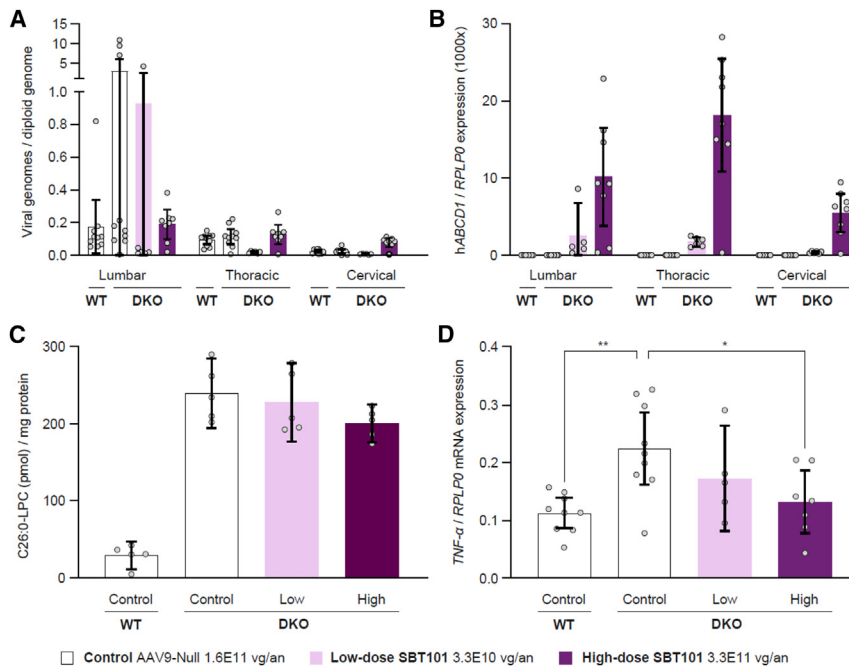 A
Viral genomes / diploid genome
15
10
5
1.0
0.8
0.6
0.4
0.2
0.0
Lumbar Thoracic Cervical
WT DKO WT DKO WT DKO
B
hABCD1 / RPLP0 expression (1000x)
30
20
10
0
Lumbar Thoracic Cervical
WT DKO WT DKO WT DKO
C
C26:0-LPC (pmol) / mg protein
300
200
100
0
Control Control Low High
WT DKO
D
TNF-α / RPLP0 mRNA expression
0.4
0.3
0.2
0.1
0.0
** *
Control Control Low High
WT DKO
Control AAV9-Null 1.6E11 vg/an Low-dose SBT101 3.3E10 vg/an High-dose SBT101 3.3E11 vg/an